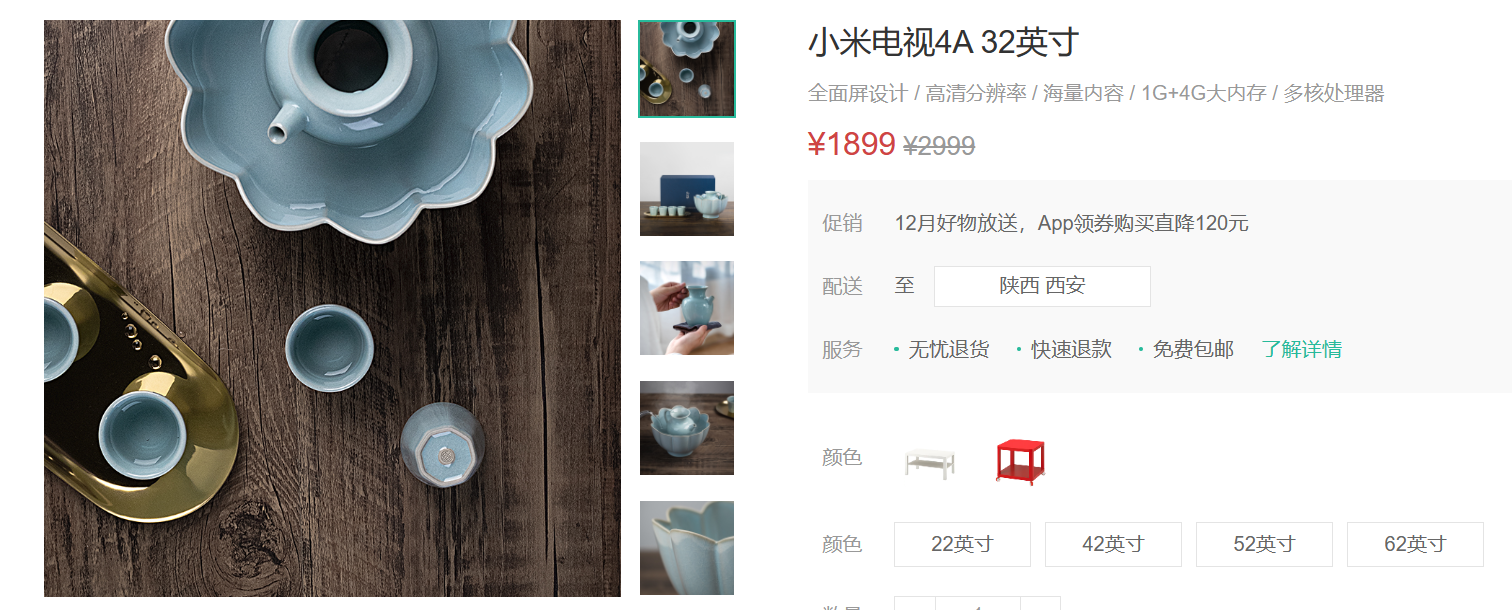 小米电视4A 32英寸
全面屏设计 / 高清分辨率 / 海量内容 / 1G+4G大内存 / 多核处理器
¥1899 ¥2999
促销 12月好物放送，App领券购买直降120元
配送 至 陕西 西安
服务 • 无忧退货 • 快速退款 • 免费包邮 了解详情
颜色
颜色 22英寸 42英寸 52英寸 62英寸